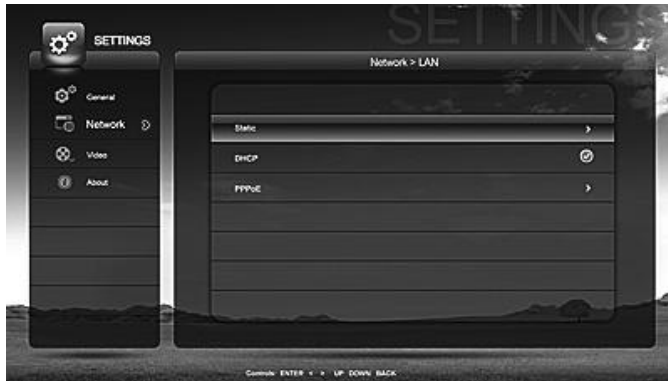 SETTINGS
SETTINGS
Network > LAN
General
Network
Video
About
Static
DHCP
PPPoE
Controls: ENTER < > UP DOWN BACK